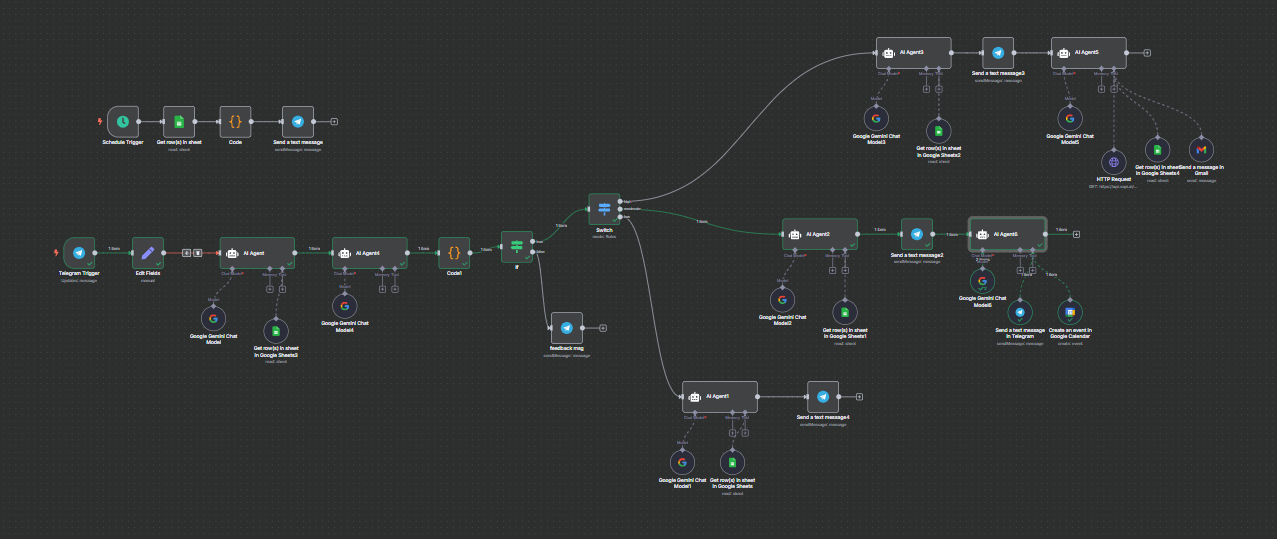 AI Agent3
Send a text message3
sendMessage: message
AI Agent5
Chat Model*
Memory
Tool
Chat Model*
Memory
Tool
Model
Google Gemini Chat
Model3
Get row(s) in sheet
in Google Sheets2
read: sheet
Model
Google Gemini Chat
Model5
HTTP Request
Get row(s) in sheet
in Google Sheets4
read: sheet
Send a message in
Gmail
send: message
Schedule Trigger
Get row(s) in sheet
read: sheet
Code
Send a text message
sendMessage: message
high
moderate
low
Switch
mode: Rules
1 item
1 item
Telegram Trigger
Updates: message
1 item
Edit Fields
manual
AI Agent
1 item
Chat Model*
Memory
Tool
Model
Google Gemini Chat
Model
Get row(s) in sheet
in Google Sheets3
read: sheet
AI Agent4
1 item
Chat Model*
Memory
Tool
Model
Google Gemini Chat
Model4
Code1
1 item
true
false
If
feedback msg
sendMessage: message
AI Agent2
1 item
Chat Model*
Memory
Tool
Model
Google Gemini Chat
Model2
Get row(s) in sheet
in Google Sheets1
read: sheet
Send a text message2
sendMessage: message
1 item
AI Agent6
1 item
Chat Model*
Memory
Tool
Google Gemini Chat
Model6
1 item
1 item
Send a text message
in Telegram
sendMessage: message
Create an event in
Google Calendar
create: event
AI Agent1
Chat Model*
Memory
Tool
Model
Google Gemini Chat
Model1
Get row(s) in sheet
in Google Sheets
read: sheet
Send a text message4
sendMessage: message